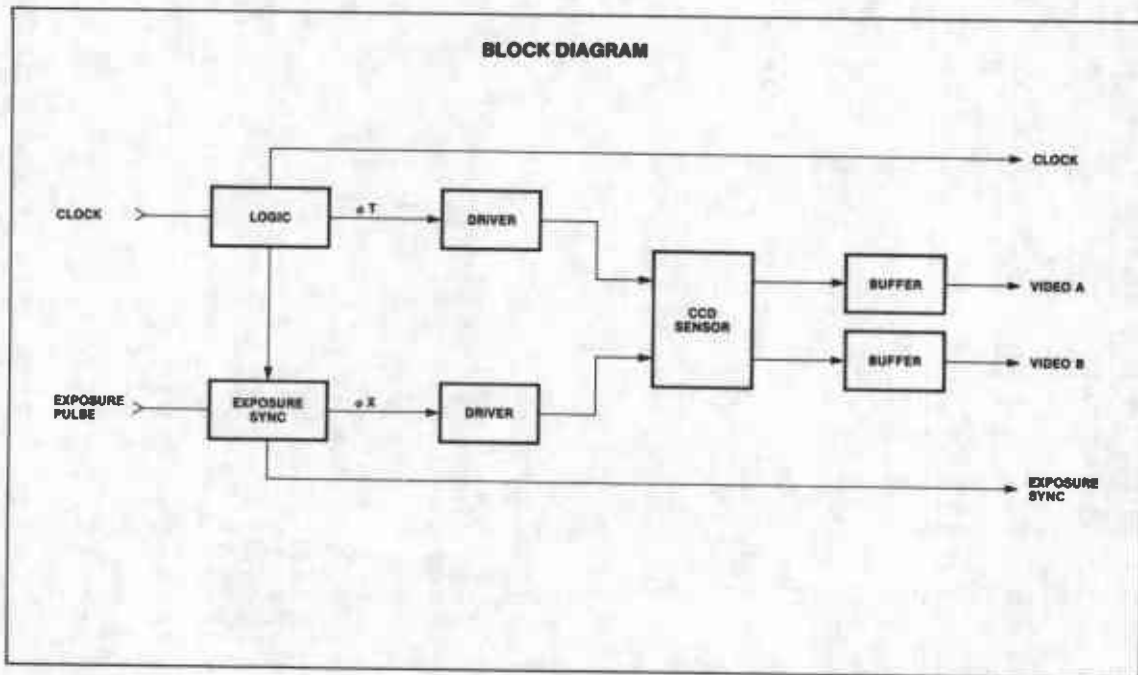 BLOCK DIAGRAM
CLOCK
CLOCK
LOGIC
ø T
DRIVER
CCD
SENSOR
BUFFER
VIDEO A
BUFFER
VIDEO B
EXPOSURE
PULSE
EXPOSURE
SYNC
ø X
DRIVER
EXPOSURE
SYNC